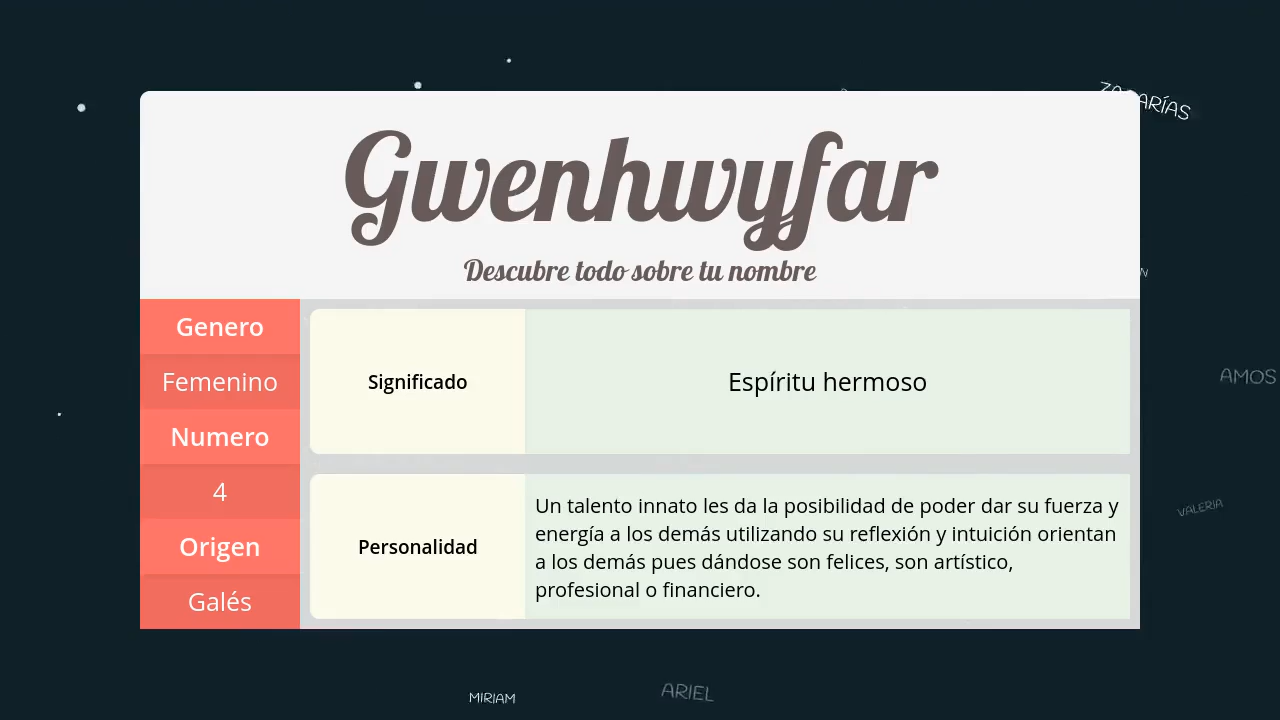 ZACARÍAS
Gwenhwyfar
Descubre todo sobre tu nombre
Genero
Femenino
Numero
4
Origen
Galés
Significado
Espíritu hermoso
Personalidad
Un talento innato les da la posibilidad de poder dar su fuerza y
energía a los demás utilizando su reflexión y intuición orientan
a los demás pues dándose son felices, son artístico,
profesional o financiero.
AMOS
VALERIA
MIRIAM
ARIEL